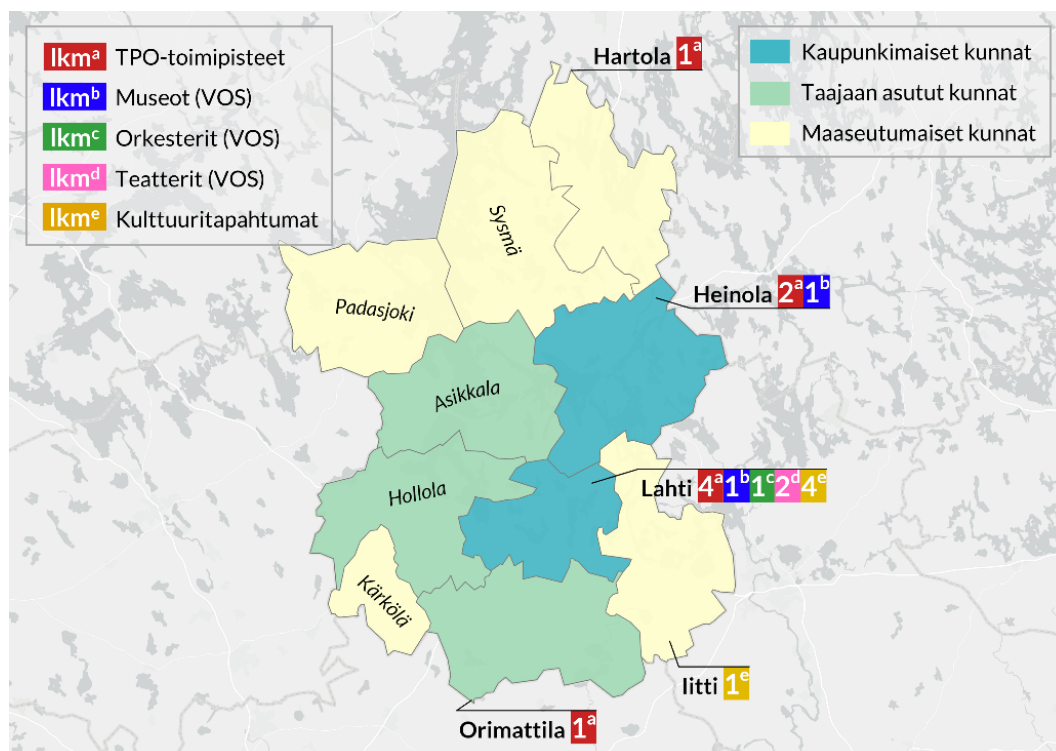 lkmᵃ TPO-toimipisteet
lkmᵇ Museot (VOS)
lkmᶜ Orkesterit (VOS)
lkmᵈ Teatterit (VOS)
lkmᵉ Kulttuuritapahtumat
Kaupunkimaiset kunnat
Taajaan asutut kunnat
Maaseutumaiset kunnat
Hartola 1ᵃ
Sysmä
Padasjoki
Heinola 2ᵃ 1ᵇ
Asikkala
Hollola
Lahti 4ᵃ 1ᵇ 1ᶜ 2ᵈ 4ᵉ
Kärkölä
Iitti 1ᵉ
Orimattila 1ᵃ